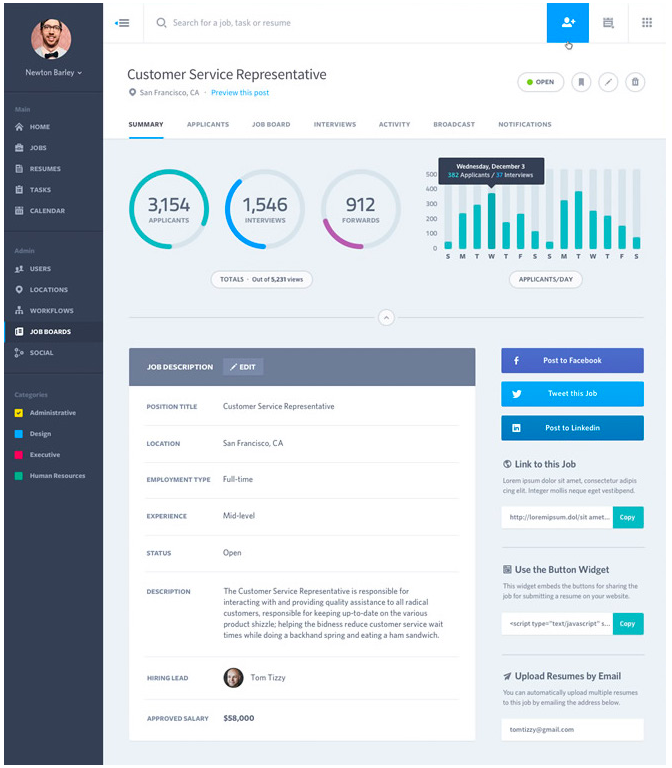 Newton Barley
Main
HOME
JOBS
RESUMES
TASKS
CALENDAR
Admin
USERS
LOCATIONS
WORKFLOWS
JOB BOARDS
SOCIAL
Categories
Administrative
Design
Executive
Human Resources
Search for a job, task or resume
Customer Service Representative
San Francisco, CA - Preview this post
OPEN
SUMMARY APPLICANTS JOB BOARD INTERVIEWS ACTIVITY BROADCAST NOTIFICATIONS
3,154
APPLICANTS
1,546
INTERVIEWS
912
FORWARDS
TOTALS - Out of 5,231 views
Wednesday, December 3
382 Applicants / 37 Interviews
500
400
300
200
100
0
S M T W T F S S M T W T F S
APPLICANTS/DAY
JOB DESCRIPTION EDIT
POSITION TITLE Customer Service Representative
LOCATION San Francisco, CA
EMPLOYMENT TYPE Full-time
EXPERIENCE Mid-level
STATUS Open
DESCRIPTION The Customer Service Representative is responsible for
interacting with and providing quality assistance to all radical
customers, responsible for keeping up-to-date on the various
product shizzle; helping the bidness reduce customer service wait
times while doing a backhand spring and eating a ham sandwich.
HIRING LEAD Tom Tizzy
APPROVED SALARY $58,000
Post to Facebook
Tweet this Job
Post to Linkedin
Link to this Job
Lorem ipsum dolor sit amet, consectetur adipis
cing elit. Integer mollis neque eget vestibpend.
http://loremipsum.dol/sit amet... Copy
Use the Button Widget
This widget embeds the buttons for sharing the
job for submitting a resume on your website.
<script type="text/javascript" s... Copy
Upload Resumes by Email
You can automatically upload multiple resumes
to this job by emailing the address below.
tomtizzy@gmail.com